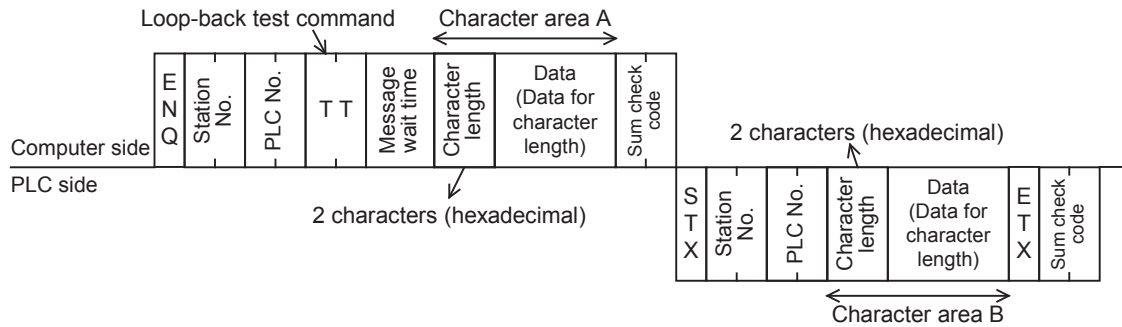 Loop-back test command
Character area A
E
N
Q
Station
No.
PLC No.
T T
Message
wait time
Character
length
Data
(Data for
character
length)
Sum check
code
Computer side
PLC side
2 characters (hexadecimal)
2 characters (hexadecimal)
S
T
X
Station
No.
PLC No.
Character
length
Data
(Data for
character
length)
E
T
X
Sum check
code
Character area B